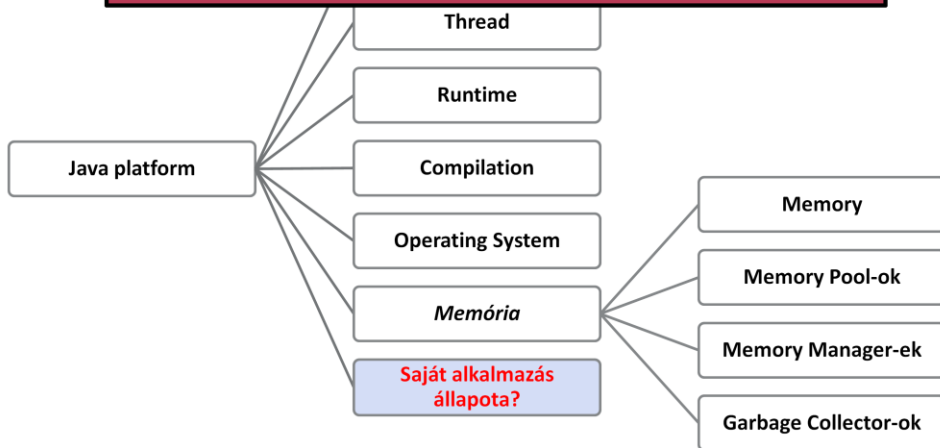 Thread
Runtime
Java platform
Compilation
Memory
Operating System
Memory Pool-ok
Memória
Memory Manager-ek
Saját alkalmazás
állapota?
Garbage Collector-ok